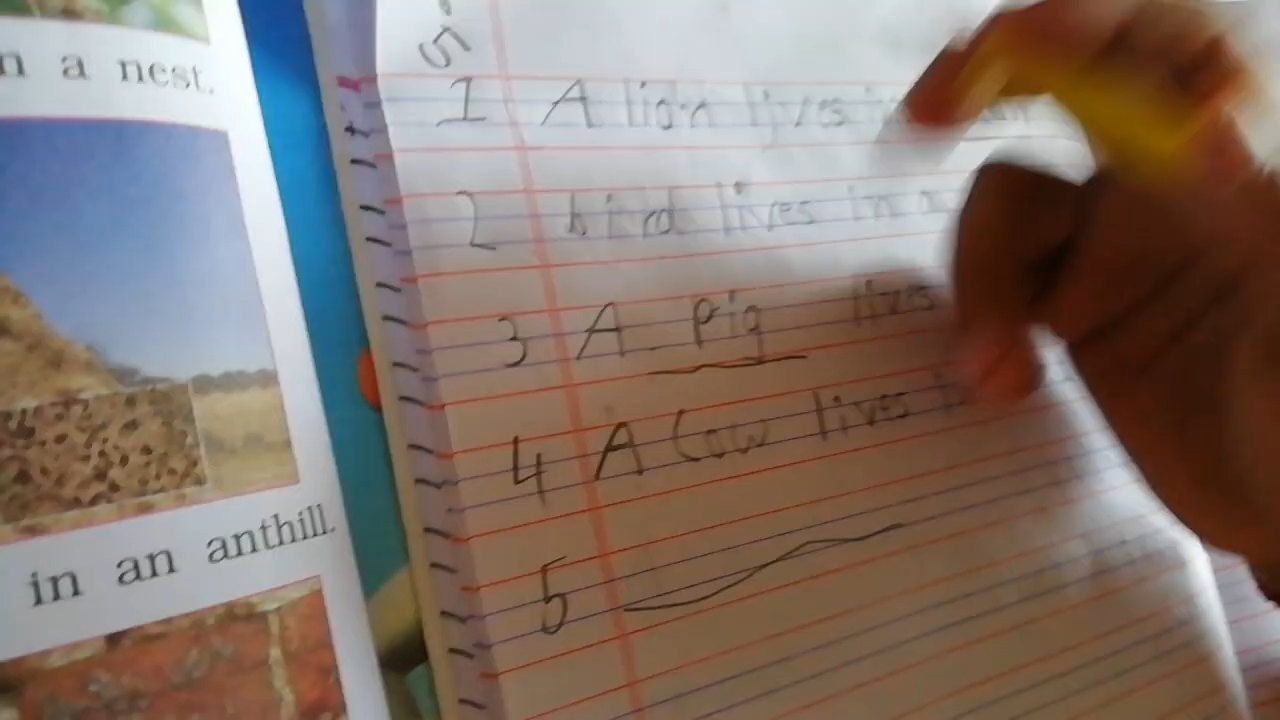 n a nest.
in an anthill.
5
1 A lion lives
2 bird lives in a
3 A Pig lives
4 A Cow lives
5